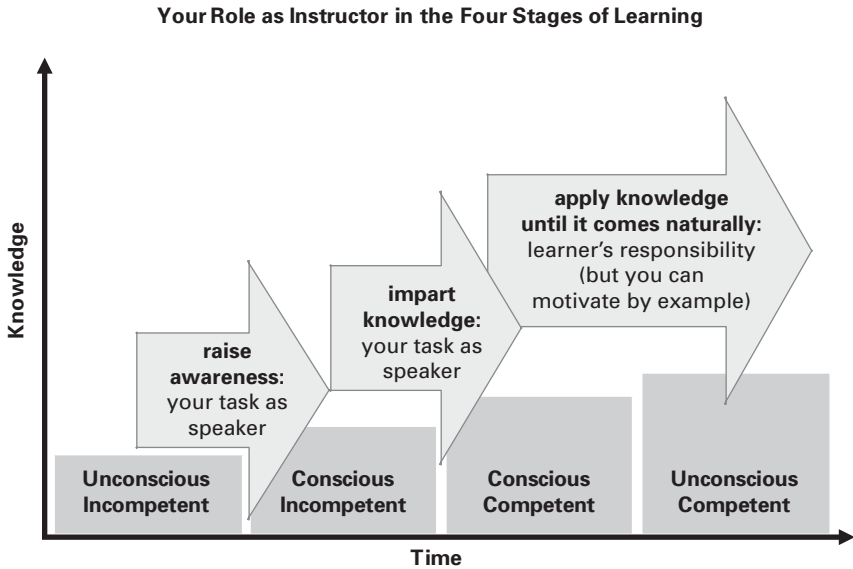 Your Role as Instructor in the Four Stages of Learning
Knowledge
apply knowledge
until it comes naturally:
learner's responsibility
(but you can
motivate by example)
impart
knowledge:
your task as
speaker
raise
awareness:
your task as
speaker
Unconscious
Incompetent
Conscious
Incompetent
Conscious
Competent
Unconscious
Competent
Time